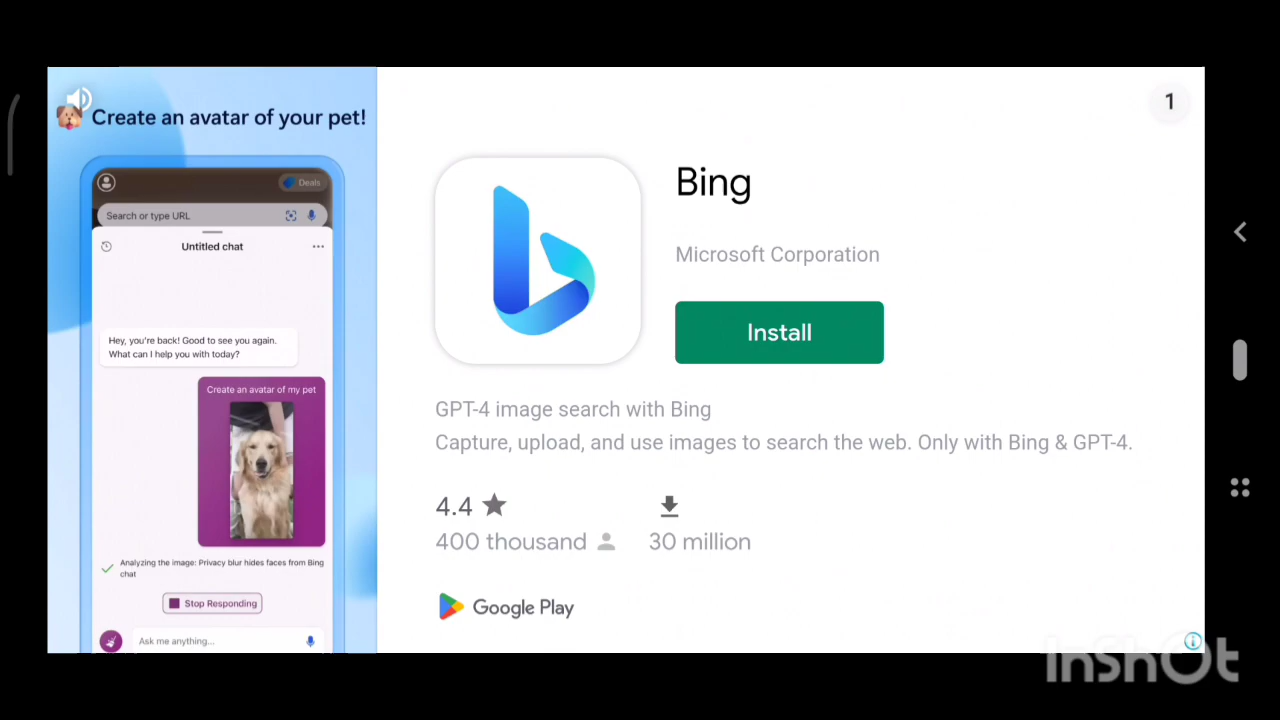 Create an avatar of your pet!
Deals
Search or type URL
Untitled chat
Hey, you're back! Good to see you again.
What can I help you with today?
Create an avatar of my pet
Analyzing the image: Privacy blur hides faces from Bing
chat
Stop Responding
Ask me anything...
1
Bing
Microsoft Corporation
Install
GPT-4 image search with Bing
Capture, upload, and use images to search the web. Only with Bing & GPT-4.
4.4
400 thousand
30 million
Google Play
InShOt